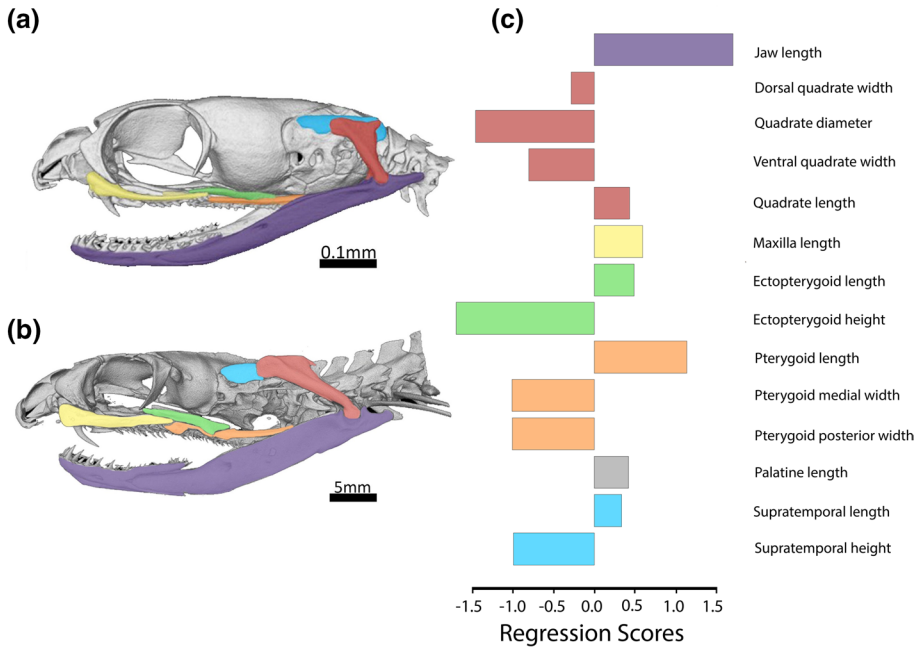 (a)
0.1mm
(b)
5mm
(c)
Jaw length
Dorsal quadrate width
Quadrate diameter
Ventral quadrate width
Quadrate length
Maxilla length
Ectopterygoid length
Ectopterygoid height
Pterygoid length
Pterygoid medial width
Pterygoid posterior width
Palatine length
Supratemporal length
Supratemporal height
-1.5 -1.0 -0.5 0.0 0.5 1.0 1.5
Regression Scores